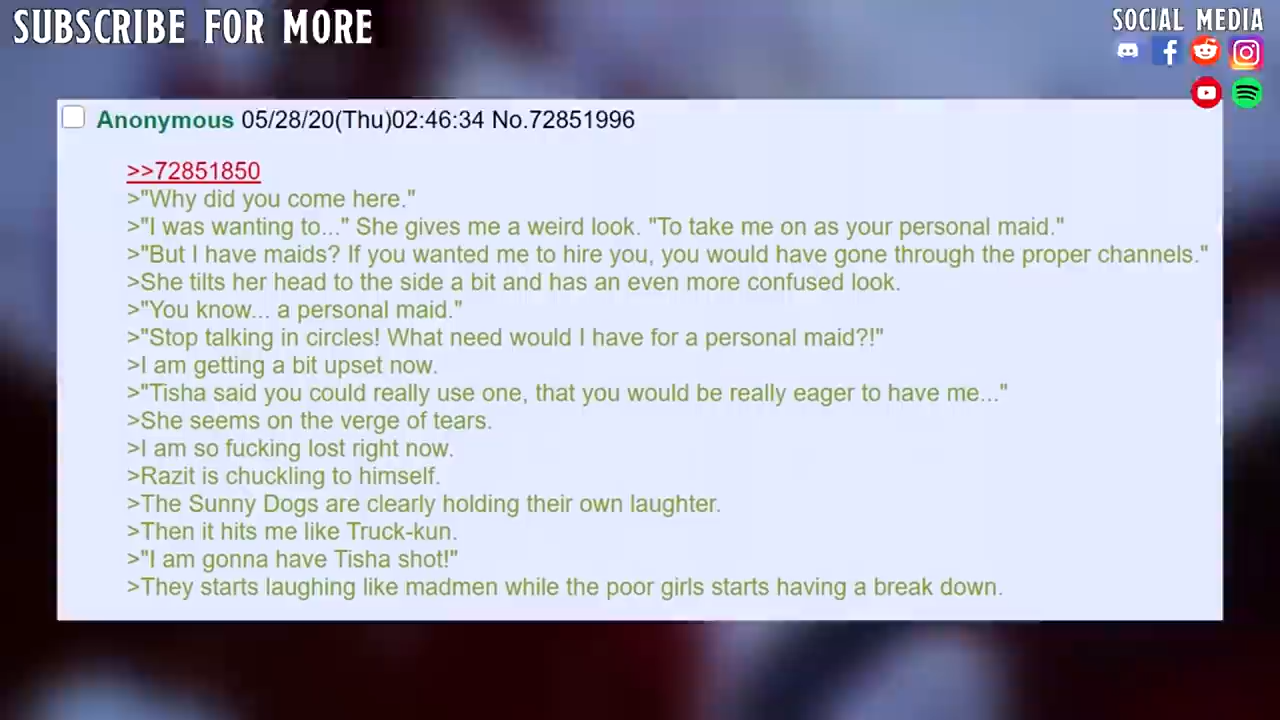 SUBSCRIBE FOR MORE
SOCIAL MEDIA
Anonymous 05/28/20(Thu)02:46:34 No.72851996
>>72851850
>"Why did you come here."
>"I was wanting to..." She gives me a weird look. "To take me on as your personal maid."
>"But I have maids? If you wanted me to hire you, you would have gone through the proper channels."
>She tilts her head to the side a bit and has an even more confused look.
>"You know... a personal maid."
>"Stop talking in circles! What need would I have for a personal maid?!"
>I am getting a bit upset now.
>"Tisha said you could really use one, that you would be really eager to have me..."
>She seems on the verge of tears.
>I am so fucking lost right now.
>Razit is chuckling to himself.
>The Sunny Dogs are clearly holding their own laughter.
>Then it hits me like Truck-kun.
>"I am gonna have Tisha shot!"
>They starts laughing like madmen while the poor girls starts having a break down.